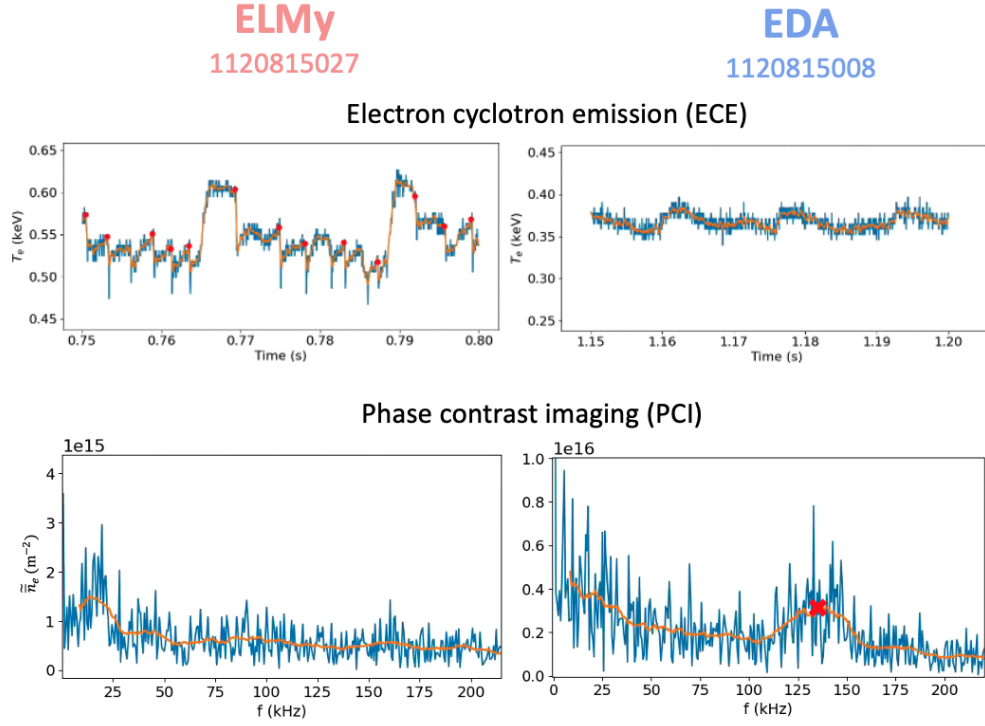 ELMy
1120815027
EDA
1120815008
Electron cyclotron emission (ECE)
0.65
0.60
0.55
0.50
0.45
T_e (keV)
0.75 0.76 0.77 0.78 0.79 0.80
Time (s)
0.45
0.40
0.35
0.30
0.25
T_e (keV)
1.15 1.16 1.17 1.18 1.19 1.20
Time (s)
Phase contrast imaging (PCI)
1e15
4
3
2
1
0
ñ_e (m⁻²)
25 50 75 100 125 150 175 200
f (kHz)
1e16
1.0
0.8
0.6
0.4
0.2
0.0
0 25 50 75 100 125 150 175 200
f (kHz)